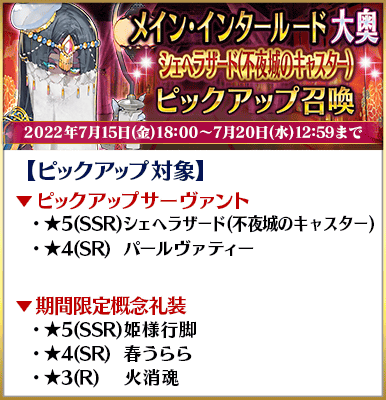 メイン・インタールード 大奥
シェヘラザード(不夜城のキャスター)
ピックアップ召喚
2022年7月15日(金)18:00～7月20日(水)12:59まで
【ピックアップ対象】
▼ピックアップサーヴァント
・★5(SSR)シェヘラザード(不夜城のキャスター)
・★4(SR) パールヴァティー
▼期間限定概念礼装
・★5(SSR)姫様行脚
・★4(SR) 春うらら
・★3(R) 火消魂